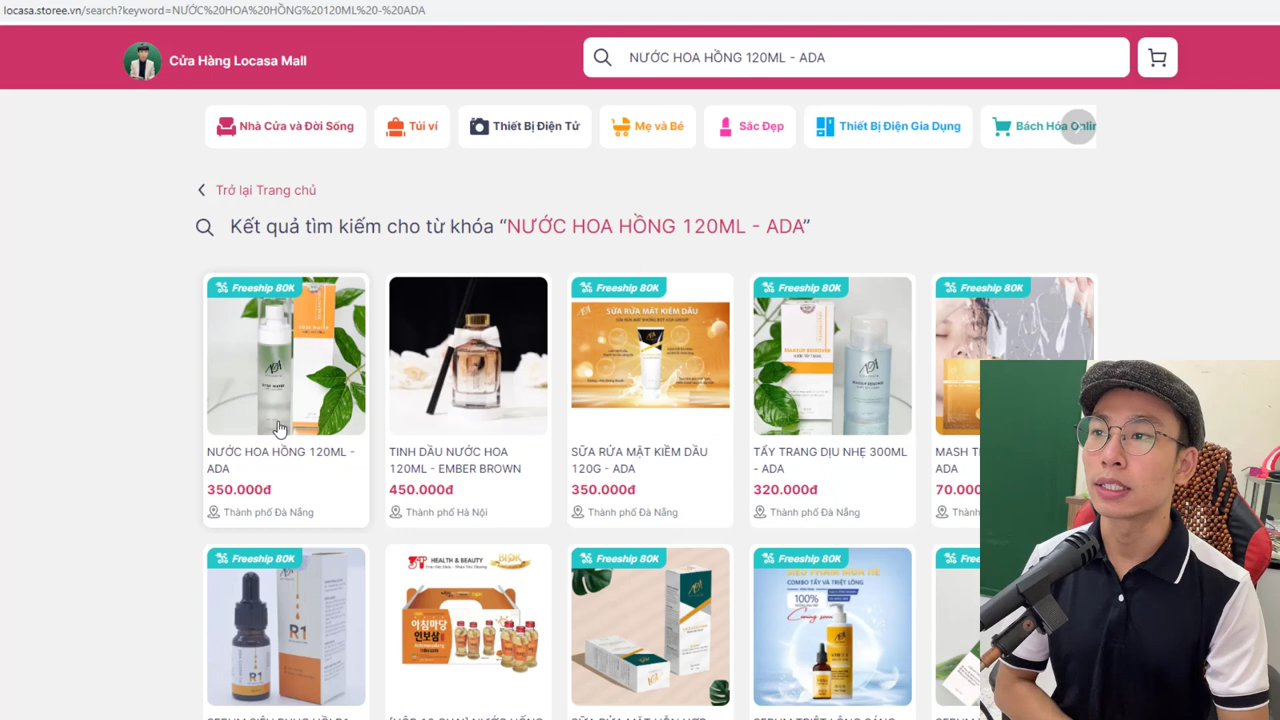 locasa.storee.vn/search?keyword=NƯỚC%20HOA%20HỒNG%20120ML%20-%20ADA
Cửa Hàng Locasa Mall
NƯỚC HOA HỒNG 120ML - ADA
Nhà Cửa và Đời Sống
Túi ví
Thiết Bị Điện Tử
Mẹ và Bé
Sắc Đẹp
Thiết Bị Điện Gia Dụng
Bách Hóa Onlin
Trở lại Trang chủ
Kết quả tìm kiếm cho từ khóa “NƯỚC HOA HỒNG 120ML - ADA”
Freeship 80K
Freeship 80K
Freeship 80K
Freeship 80K
SỮA RỬA MẶT KIỀM DẦU
NƯỚC HOA HỒNG 120ML -
ADA
350.000đ
Thành phố Đà Nẵng
TINH DẦU NƯỚC HOA
120ML - EMBER BROWN
450.000đ
Thành phố Hà Nội
SỮA RỬA MẶT KIỀM DẦU
120G - ADA
350.000đ
Thành phố Đà Nẵng
TẨY TRANG DỊU NHẸ 300ML
- ADA
320.000đ
Thành phố Đà Nẵng
MASH T
ADA
70.000
Thành
Freeship 80K
R1
R1
HEALTH & BEAUTY
Freeship 80K
Freeship 80K
COMBO TẨY VÀ TRIỆT LÔNG
100%
Coming soon
Free